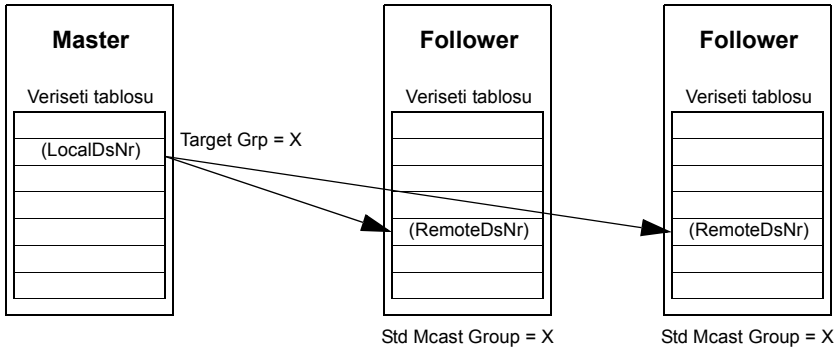 Master
Follower
Follower
Veriseti tablosu
Veriseti tablosu
Veriseti tablosu
(LocalDsNr)
Target Grp = X
(RemoteDsNr)
(RemoteDsNr)
Std Mcast Group = X
Std Mcast Group = X